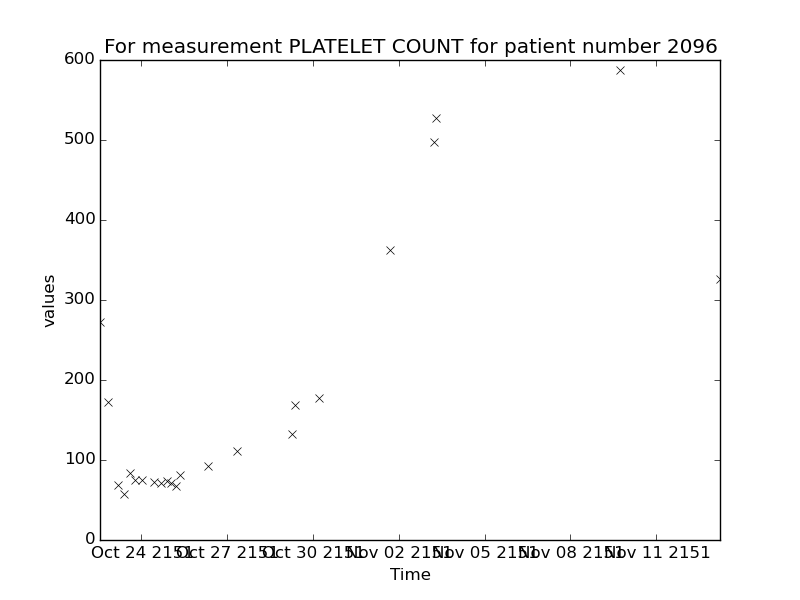 For measurement PLATELET COUNT for patient number 2096
600
500
400
300
200
100
0
values
Oct 24 2151
Oct 27 2151
Oct 30 2151
Nov 02 2151
Nov 05 2151
Nov 08 2151
Nov 11 2151
Time